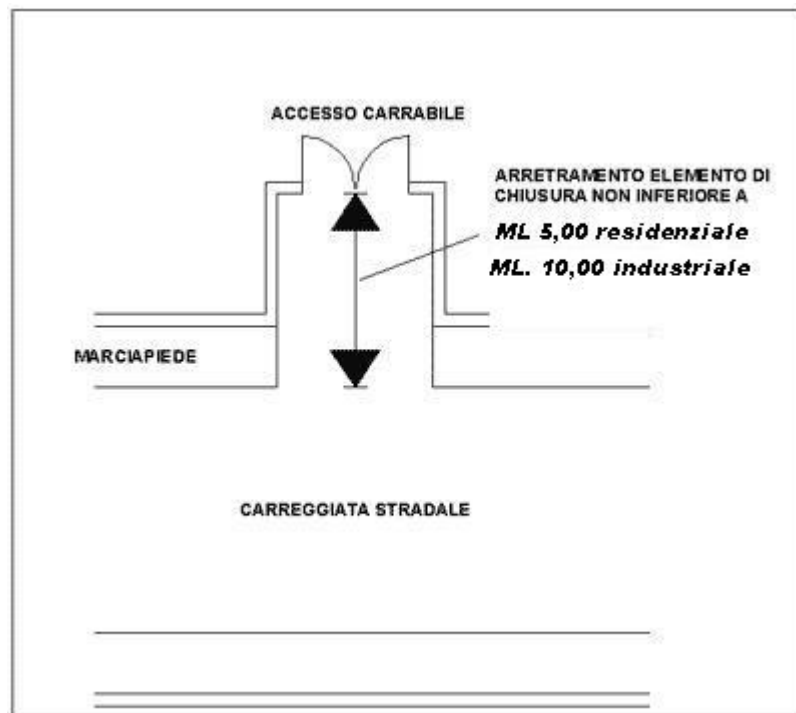 ACCESSO CARRABILE
ARRETRAMENTO ELEMENTO DI
CHIUSURA NON INFERIORE A
ML 5,00 residenziale
ML. 10,00 industriale
MARCIAPIEDE
CARREGGIATA STRADALE